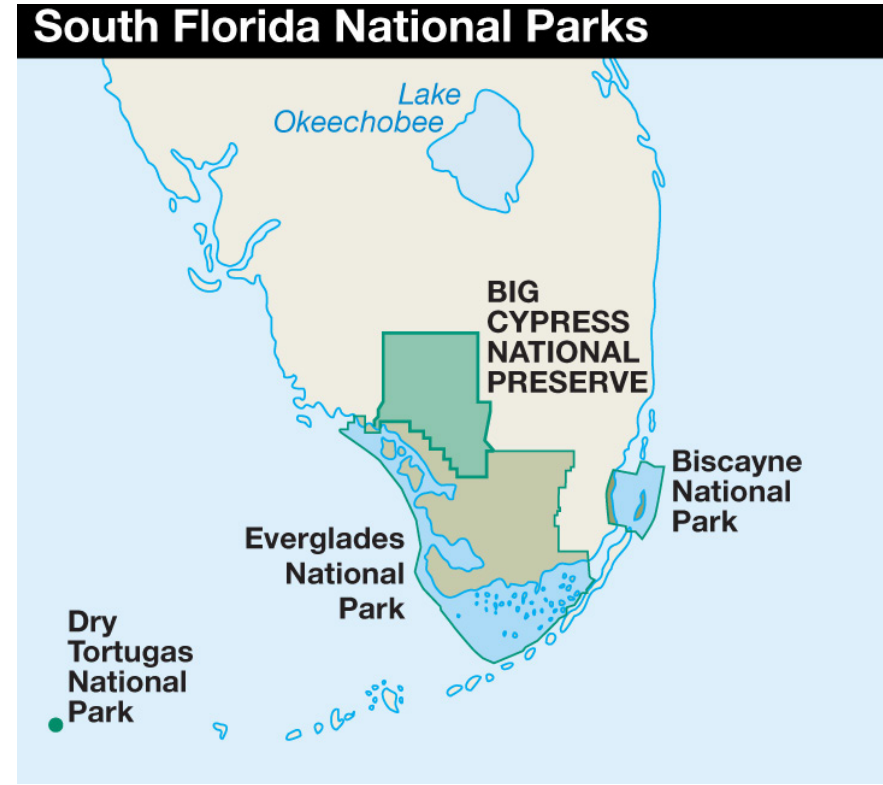 South Florida National Parks
Lake
Okeechobee
BIG
CYPRESS
NATIONAL
PRESERVE
Biscayne
National
Park
Everglades
National
Park
Dry
Tortugas
National
Park